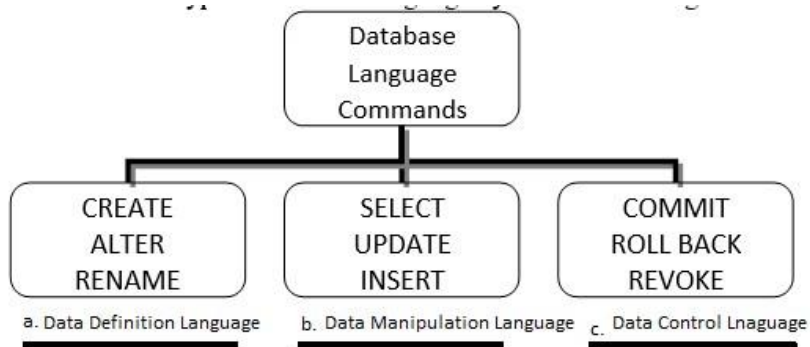 Database
Language
Commands
CREATE
ALTER
RENAME
SELECT
UPDATE
INSERT
COMMIT
ROLL BACK
REVOKE
a. Data Definition Language
b. Data Manipulation Language
c. Data Control Lnaguage